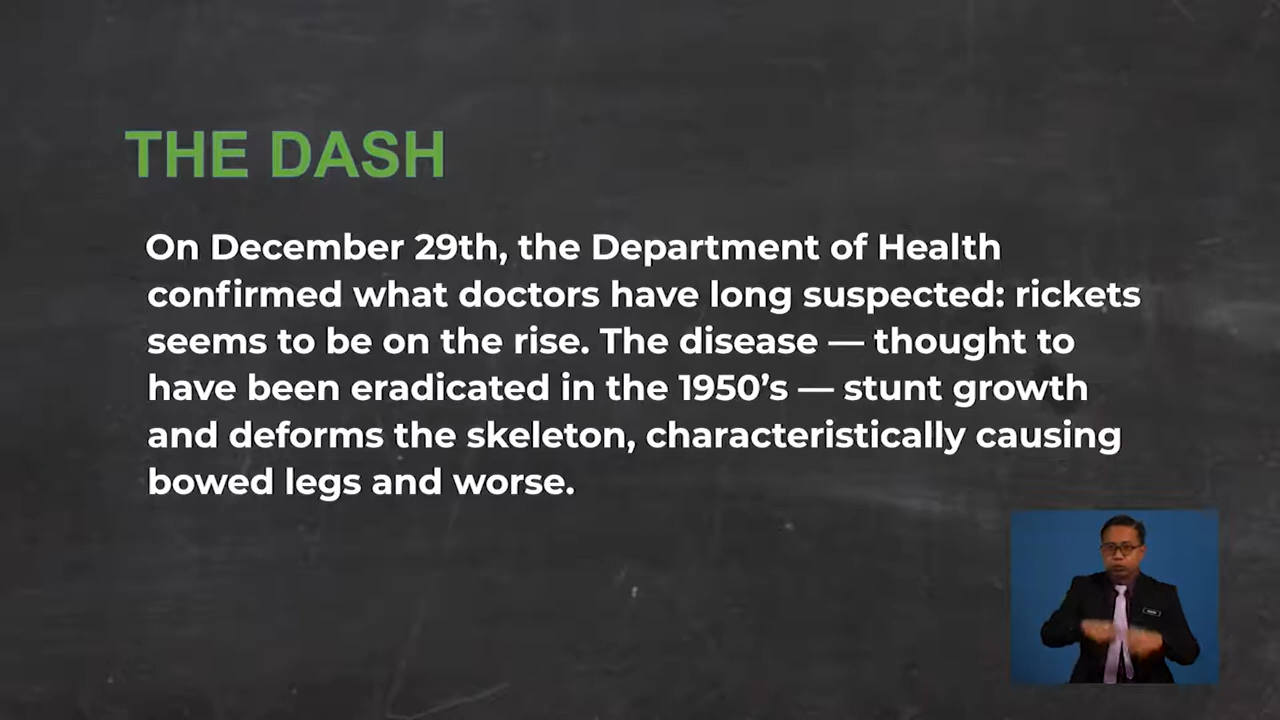 THE DASH
On December 29th, the Department of Health
confirmed what doctors have long suspected: rickets
seems to be on the rise. The disease — thought to
have been eradicated in the 1950’s — stunt growth
and deforms the skeleton, characteristically causing
bowed legs and worse.